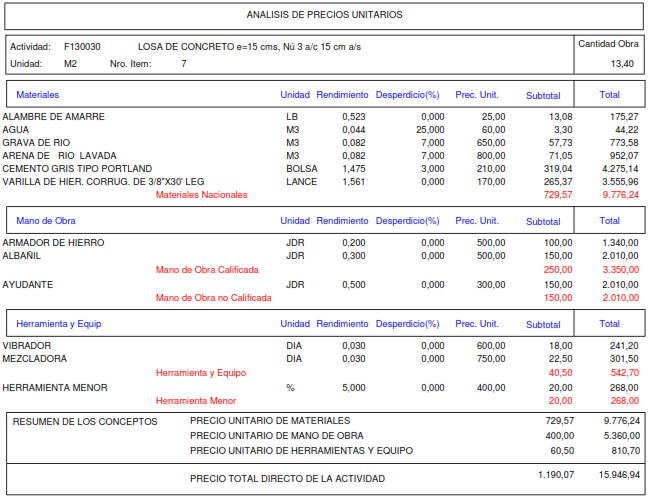 ANALISIS DE PRECIOS UNITARIOS
Actividad: F130030 LOSA DE CONCRETO e=15 cms, Nú 3 a/c 15 cm a/s Cantidad Obra
Unidad: M2 Nro. Item: 7 13,40
Materiales Unidad Rendimiento Desperdicio(%) Prec. Unit. Subtotal Total
ALAMBRE DE AMARRE LB 0,523 0,000 25,00 13,08 175,27
AGUA M3 0,044 25,000 60,00 3,30 44,22
GRAVA DE RIO M3 0,082 7,000 650,00 57,73 773,58
ARENA DE RIO LAVADA M3 0,082 7,000 800,00 71,05 952,07
CEMENTO GRIS TIPO PORTLAND BOLSA 1,475 3,000 210,00 319,04 4.275,14
VARILLA DE HIER. CORRUG. DE 3/8"X30' LEG LANCE 1,561 0,000 170,00 265,37 3.555,96
Materiales Nacionales 729,57 9.776,24
Mano de Obra Unidad Rendimiento Desperdicio(%) Prec. Unit. Subtotal Total
ARMADOR DE HIERRO JDR 0,200 0,000 500,00 100,00 1.340,00
ALBAÑIL JDR 0,300 0,000 500,00 150,00 2.010,00
Mano de Obra Calificada 250,00 3.350,00
AYUDANTE JDR 0,500 0,000 300,00 150,00 2.010,00
Mano de Obra no Calificada 150,00 2.010,00
Herramienta y Equip Unidad Rendimiento Desperdicio(%) Prec. Unit. Subtotal Total
VIBRADOR DIA 0,030 0,000 600,00 18,00 241,20
MEZCLADORA DIA 0,030 0,000 750,00 22,50 301,50
Herramienta y Equipo 40,50 542,70
HERRAMIENTA MENOR % 5,000 0,000 400,00 20,00 268,00
Herramienta Menor 20,00 268,00
RESUMEN DE LOS CONCEPTOS PRECIO UNITARIO DE MATERIALES 729,57 9.776,24
PRECIO UNITARIO DE MANO DE OBRA 400,00 5.360,00
PRECIO UNITARIO DE HERRAMIENTAS Y EQUIPO 60,50 810,70
PRECIO TOTAL DIRECTO DE LA ACTIVIDAD 1.190,07 15.946,94